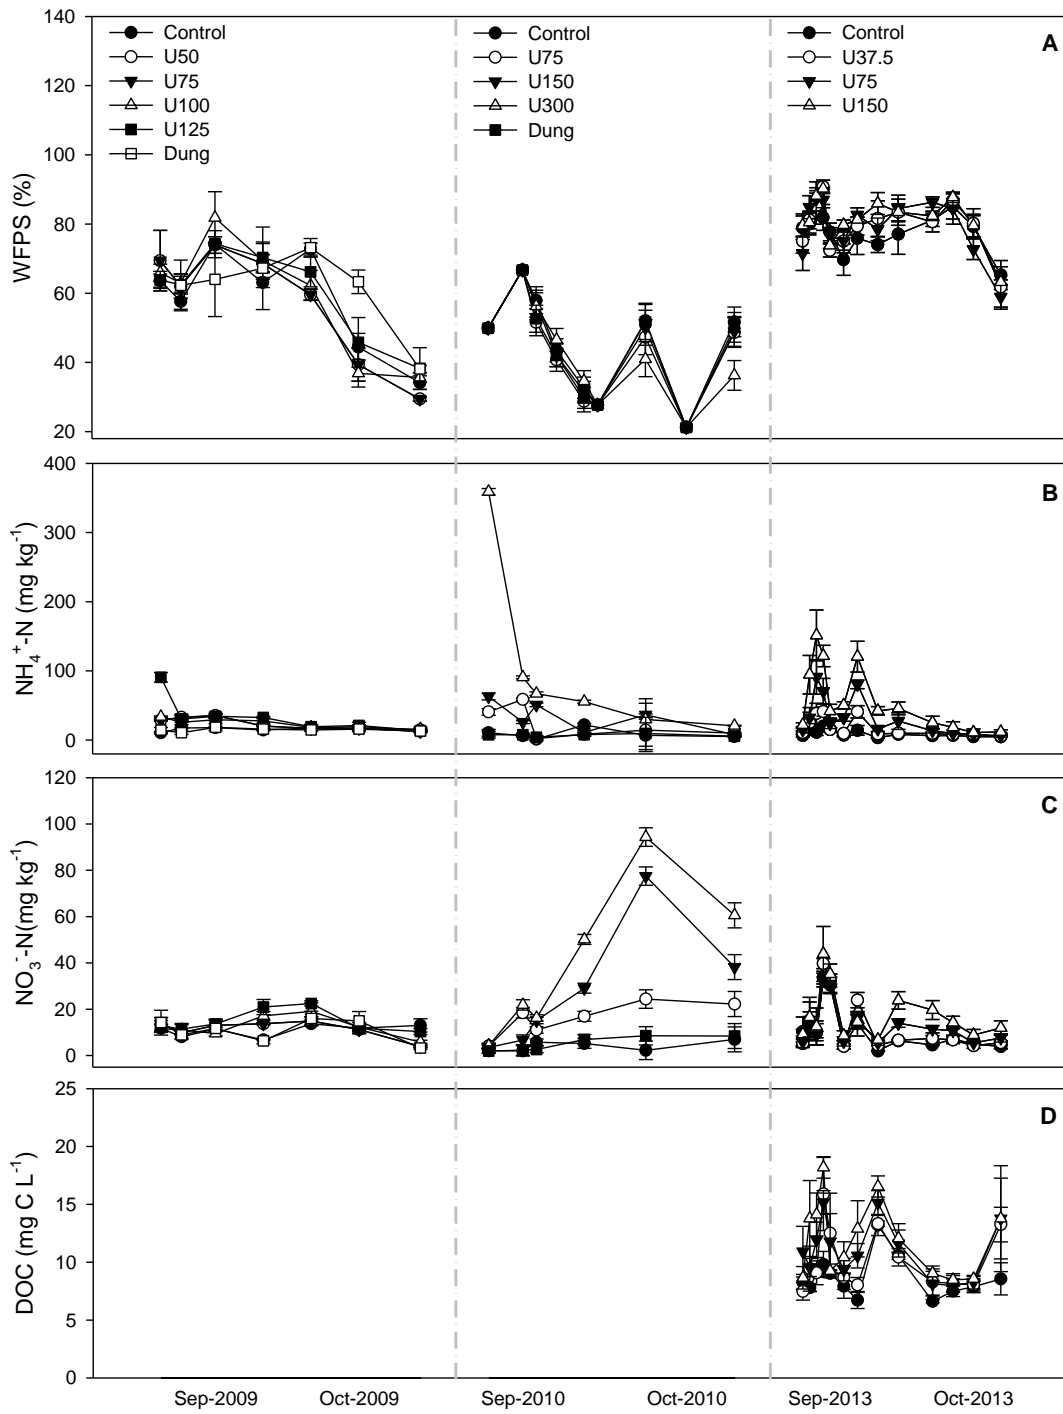 140
120
100
80
60
40
20
WFPS (%)
Control
U50
U75
U100
U125
Dung
Control
U75
U150
U300
Dung
Control
U37.5
U75
U150
A
400
300
200
100
0
NH₄⁺-N (mg kg⁻¹)
B
120
100
80
60
40
20
0
NO₃⁻-N(mg kg⁻¹)
C
25
20
15
10
5
0
DOC (mg C L⁻¹)
D
Sep-2009 Oct-2009 Sep-2010 Oct-2010 Sep-2013 Oct-2013